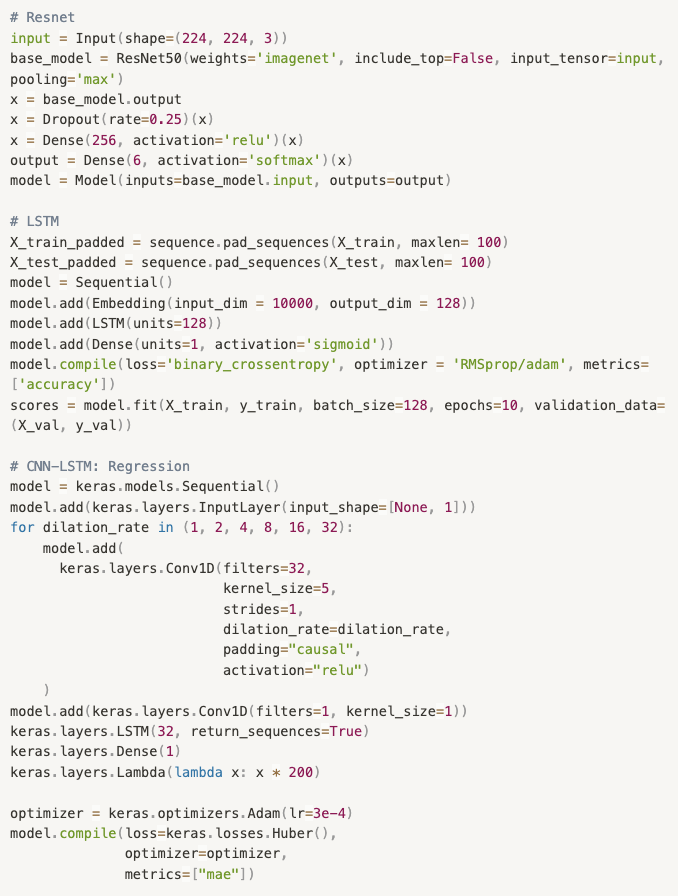 # Resnet
input = Input(shape=(224, 224, 3))
base_model = ResNet50(weights='imagenet', include_top=False, input_tensor=input,
pooling='max')
x = base_model.output
x = Dropout(rate=0.25)(x)
x = Dense(256, activation='relu')(x)
output = Dense(6, activation='softmax')(x)
model = Model(inputs=base_model.input, outputs=output)

# LSTM
X_train_padded = sequence.pad_sequences(X_train, maxlen= 100)
X_test_padded = sequence.pad_sequences(X_test, maxlen= 100)
model = Sequential()
model.add(Embedding(input_dim = 10000, output_dim = 128))
model.add(LSTM(units=128))
model.add(Dense(units=1, activation='sigmoid'))
model.compile(loss='binary_crossentropy', optimizer = 'RMSprop/adam', metrics=
['accuracy'])
scores = model.fit(X_train, y_train, batch_size=128, epochs=10, validation_data=
(X_val, y_val))

# CNN-LSTM: Regression
model = keras.models.Sequential()
model.add(keras.layers.InputLayer(input_shape=[None, 1]))
for dilation_rate in (1, 2, 4, 8, 16, 32):
    model.add(
      keras.layers.Conv1D(filters=32,
                          kernel_size=5,
                          strides=1,
                          dilation_rate=dilation_rate,
                          padding="causal",
                          activation="relu")
    )
model.add(keras.layers.Conv1D(filters=1, kernel_size=1))
keras.layers.LSTM(32, return_sequences=True)
keras.layers.Dense(1)
keras.layers.Lambda(lambda x: x * 200)

optimizer = keras.optimizers.Adam(lr=3e-4)
model.compile(loss=keras.losses.Huber(),
              optimizer=optimizer,
              metrics=["mae"])